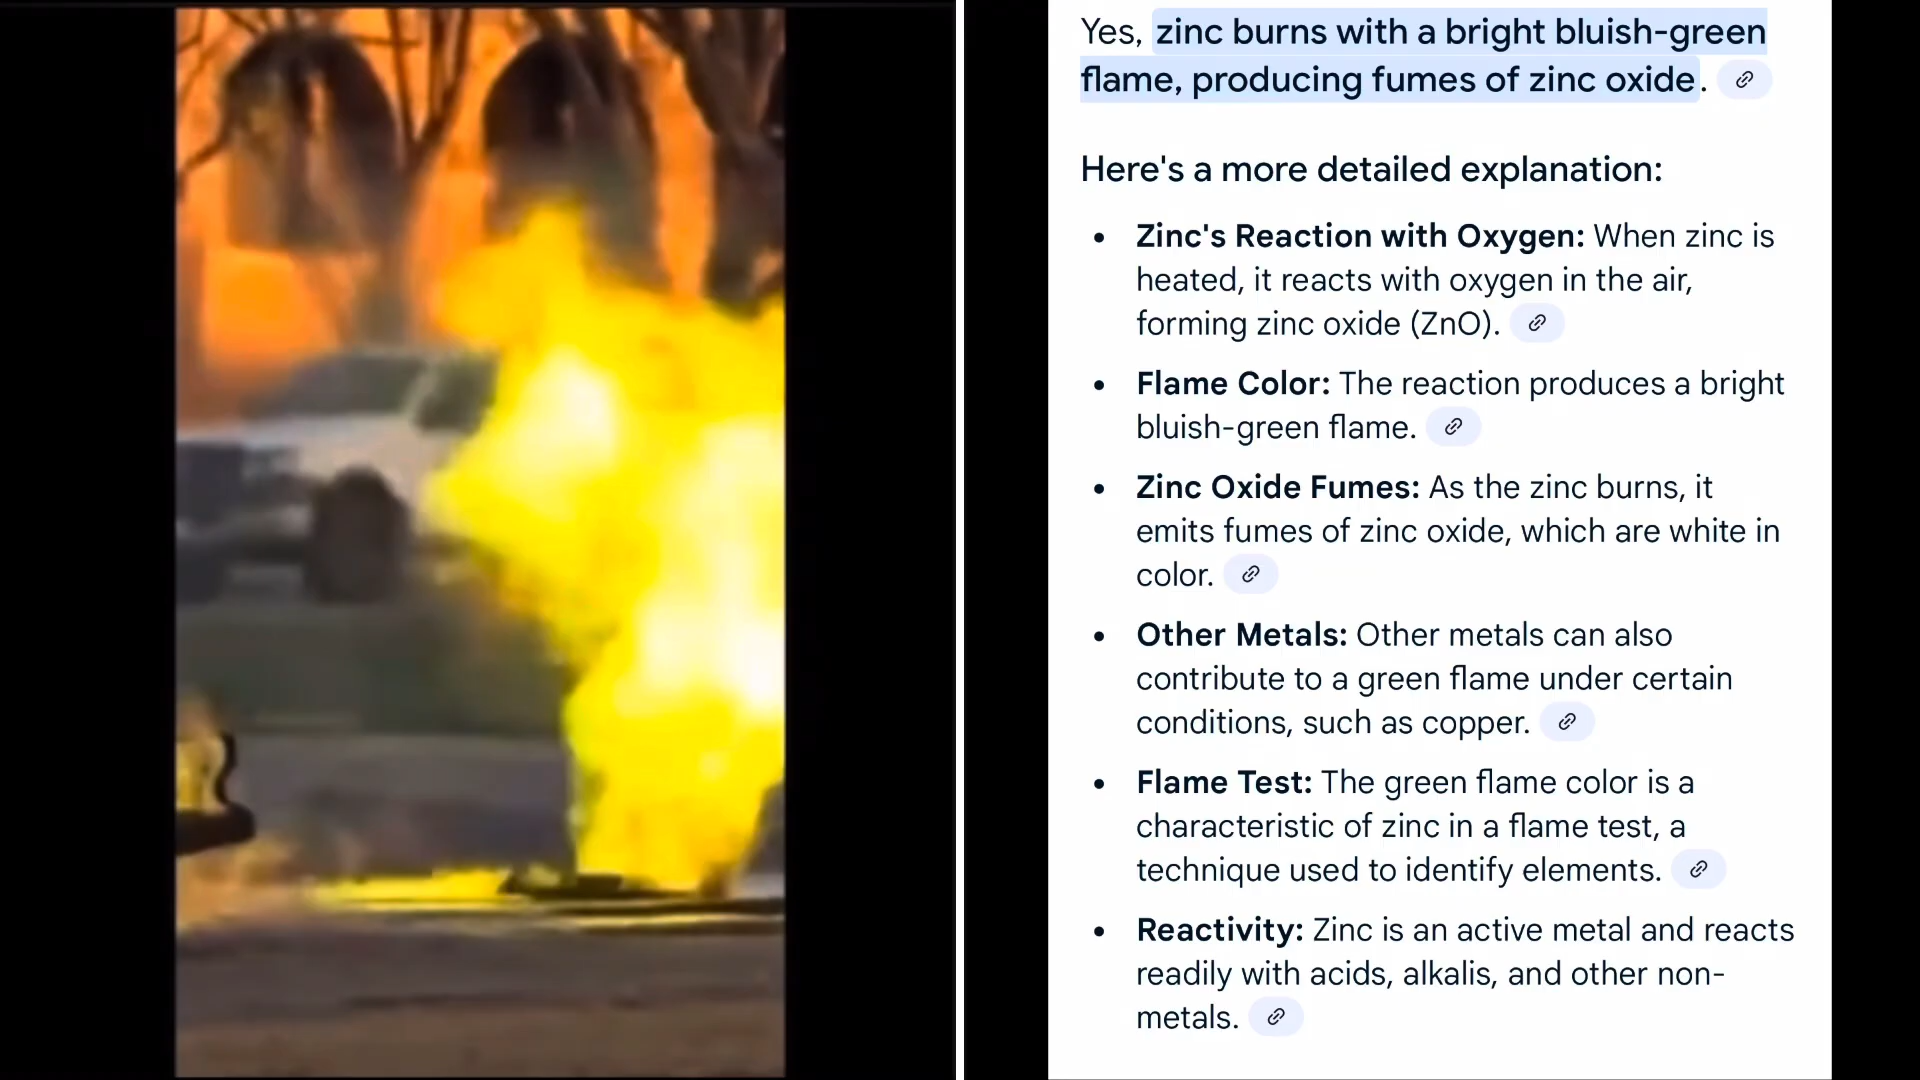 Yes, zinc burns with a bright bluish-green
flame, producing fumes of zinc oxide.
Here's a more detailed explanation:
• Zinc's Reaction with Oxygen: When zinc is
heated, it reacts with oxygen in the air,
forming zinc oxide (ZnO).
• Flame Color: The reaction produces a bright
bluish-green flame.
• Zinc Oxide Fumes: As the zinc burns, it
emits fumes of zinc oxide, which are white in
color.
• Other Metals: Other metals can also
contribute to a green flame under certain
conditions, such as copper.
• Flame Test: The green flame color is a
characteristic of zinc in a flame test, a
technique used to identify elements.
• Reactivity: Zinc is an active metal and reacts
readily with acids, alkalis, and other non-
metals.